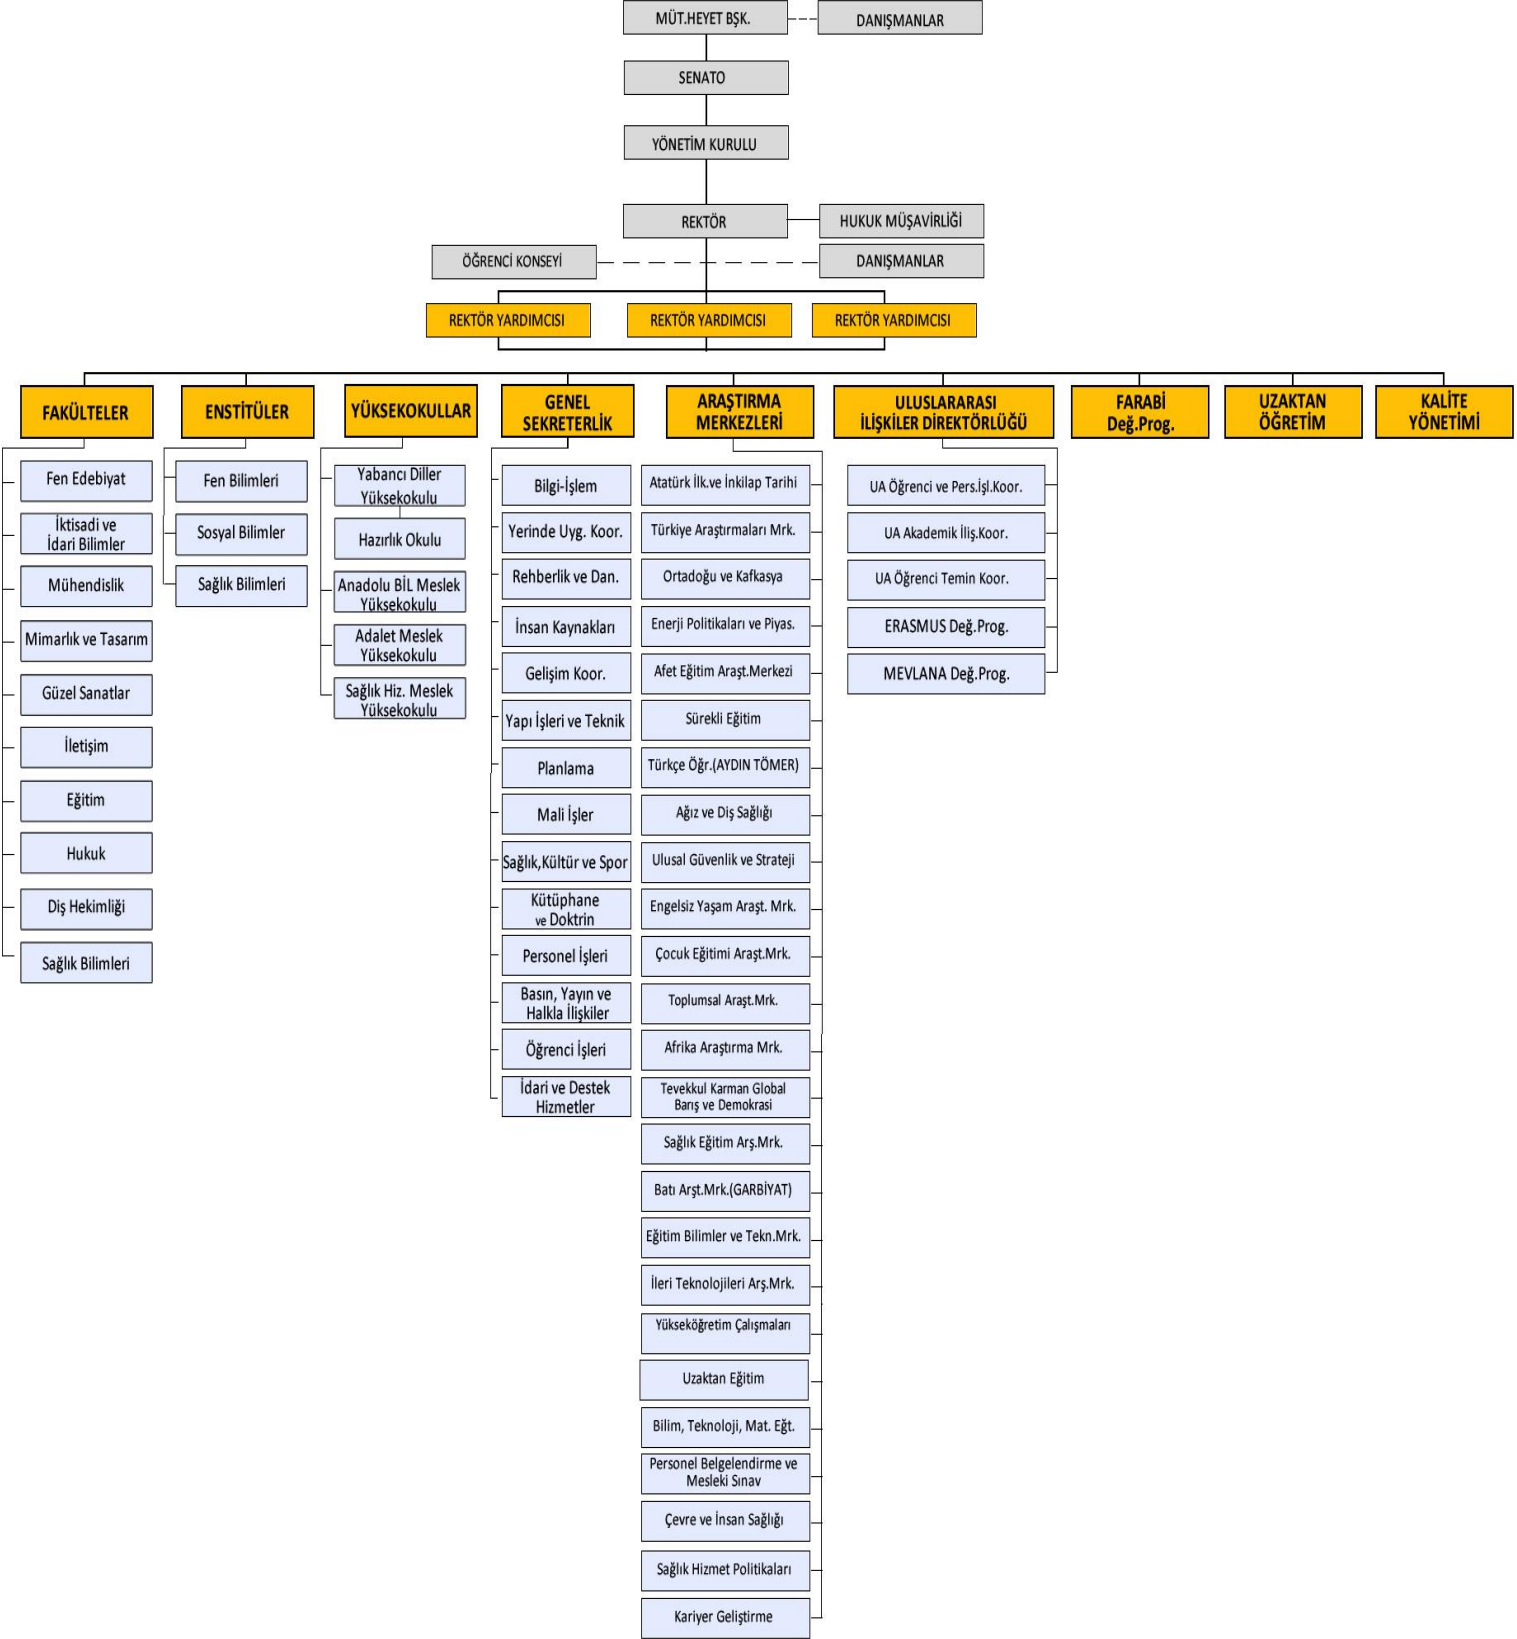 MÜT.HEYET BŞK.
DANIŞMANLAR
SENATO
YÖNETİM KURULU
REKTÖR
HUKUK MÜŞAVİRLİĞİ
ÖĞRENCİ KONSEYİ
DANIŞMANLAR
REKTÖR YARDIMCISI
REKTÖR YARDIMCISI
REKTÖR YARDIMCISI
FAKÜLTELER
Fen Edebiyat
İktisadi ve
İdari Bilimler
Mühendislik
Mimarlık ve Tasarım
Güzel Sanatlar
İletişim
Eğitim
Hukuk
Diş Hekimliği
Sağlık Bilimleri
ENSTİTÜLER
Fen Bilimleri
Sosyal Bilimler
Sağlık Bilimleri
YÜKSEKOKULLAR
Yabancı Diller
Yüksekokulu
Hazırlık Okulu
Anadolu BİL Meslek
Yüksekokulu
Adalet Meslek
Yüksekokulu
Sağlık Hiz. Meslek
Yüksekokulu
GENEL
SEKRETERLİK
Bilgi-İşlem
Yerinde Uyg. Koor.
Rehberlik ve Dan.
İnsan Kaynakları
Gelişim Koor.
Yapı İşleri ve Teknik
Planlama
Mali İşler
Sağlık,Kültür ve Spor
Kütüphane
ve Doktrin
Personel İşleri
Basın, Yayın ve
Halkla İlişkiler
Öğrenci İşleri
İdari ve Destek
Hizmetler
ARAŞTIRMA
MERKEZLERİ
Atatürk İlk.ve İnkilap Tarihi
Türkiye Araştırmaları Mrk.
Ortadoğu ve Kafkasya
Enerji Politikaları ve Piyas.
Afet Eğitim Araşt.Merkezi
Sürekli Eğitim
Türkçe Öğr.(AYDIN TÖMER)
Ağız ve Diş Sağlığı
Ulusal Güvenlik ve Strateji
Engelsiz Yaşam Araşt. Mrk.
Çocuk Eğitimi Araşt.Mrk.
Toplumsal Araşt.Mrk.
Afrika Araştırma Mrk.
Tevekkul Karman Global
Barış ve Demokrasi
Sağlık Eğitim Arş.Mrk.
Batı Arşt.Mrk.(GARBİYAT)
Eğitim Bilimler ve Tekn.Mrk.
İleri Teknolojileri Arş.Mrk.
Yükseköğretim Çalışmaları
Uzaktan Eğitim
Bilim, Teknoloji, Mat. Eğt.
Personel Belgelendirme ve
Mesleki Sınav
Çevre ve İnsan Sağlığı
Sağlık Hizmet Politikaları
Kariyer Geliştirme
ULUSLARARASI
İLİŞKİLER DİREKTÖRLÜĞÜ
UA Öğrenci ve Pers.İşl.Koor.
UA Akademik İliş.Koor.
UA Öğrenci Temin Koor.
ERASMUS Değ.Prog.
MEVLANA Değ.Prog.
FARABİ
Değ.Prog.
UZAKTAN
ÖĞRETİM
KALİTE
YÖNETİMİ